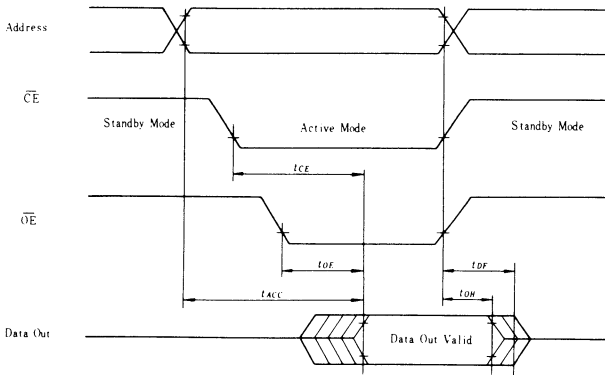 Address
CE
Standby Mode
Active Mode
Standby Mode
tCE
OE
tOE
tDF
tACC
tOH
Data Out
Data Out Valid